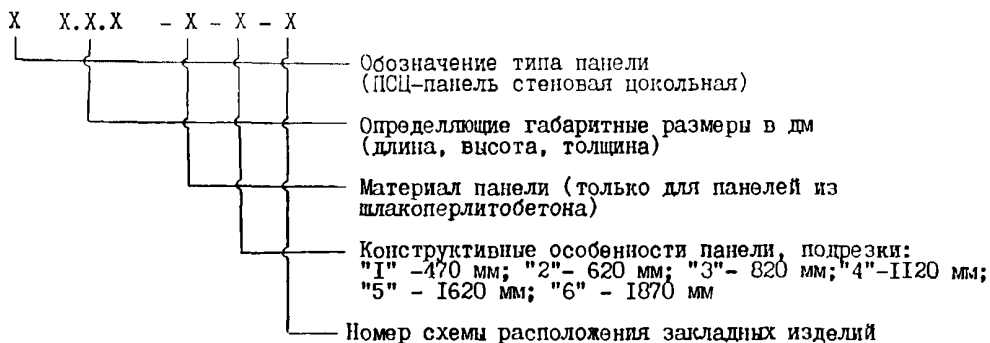 X X.X.X - X - X - X
Обозначение типа панели
(ПСЦ-панель стеновая цокольная)
Определяющие габаритные размеры в дм
(длина, высота, толщина)
Материал панели (только для панелей из
шлакоперлитобетона)
Конструктивные особенности панели, подрезки:
"I" -470 мм; "2"- 620 мм; "3"- 820 мм;"4"-II20 мм;
"5" - I620 мм; "6" - I870 мм
Номер схемы расположения закладных изделий